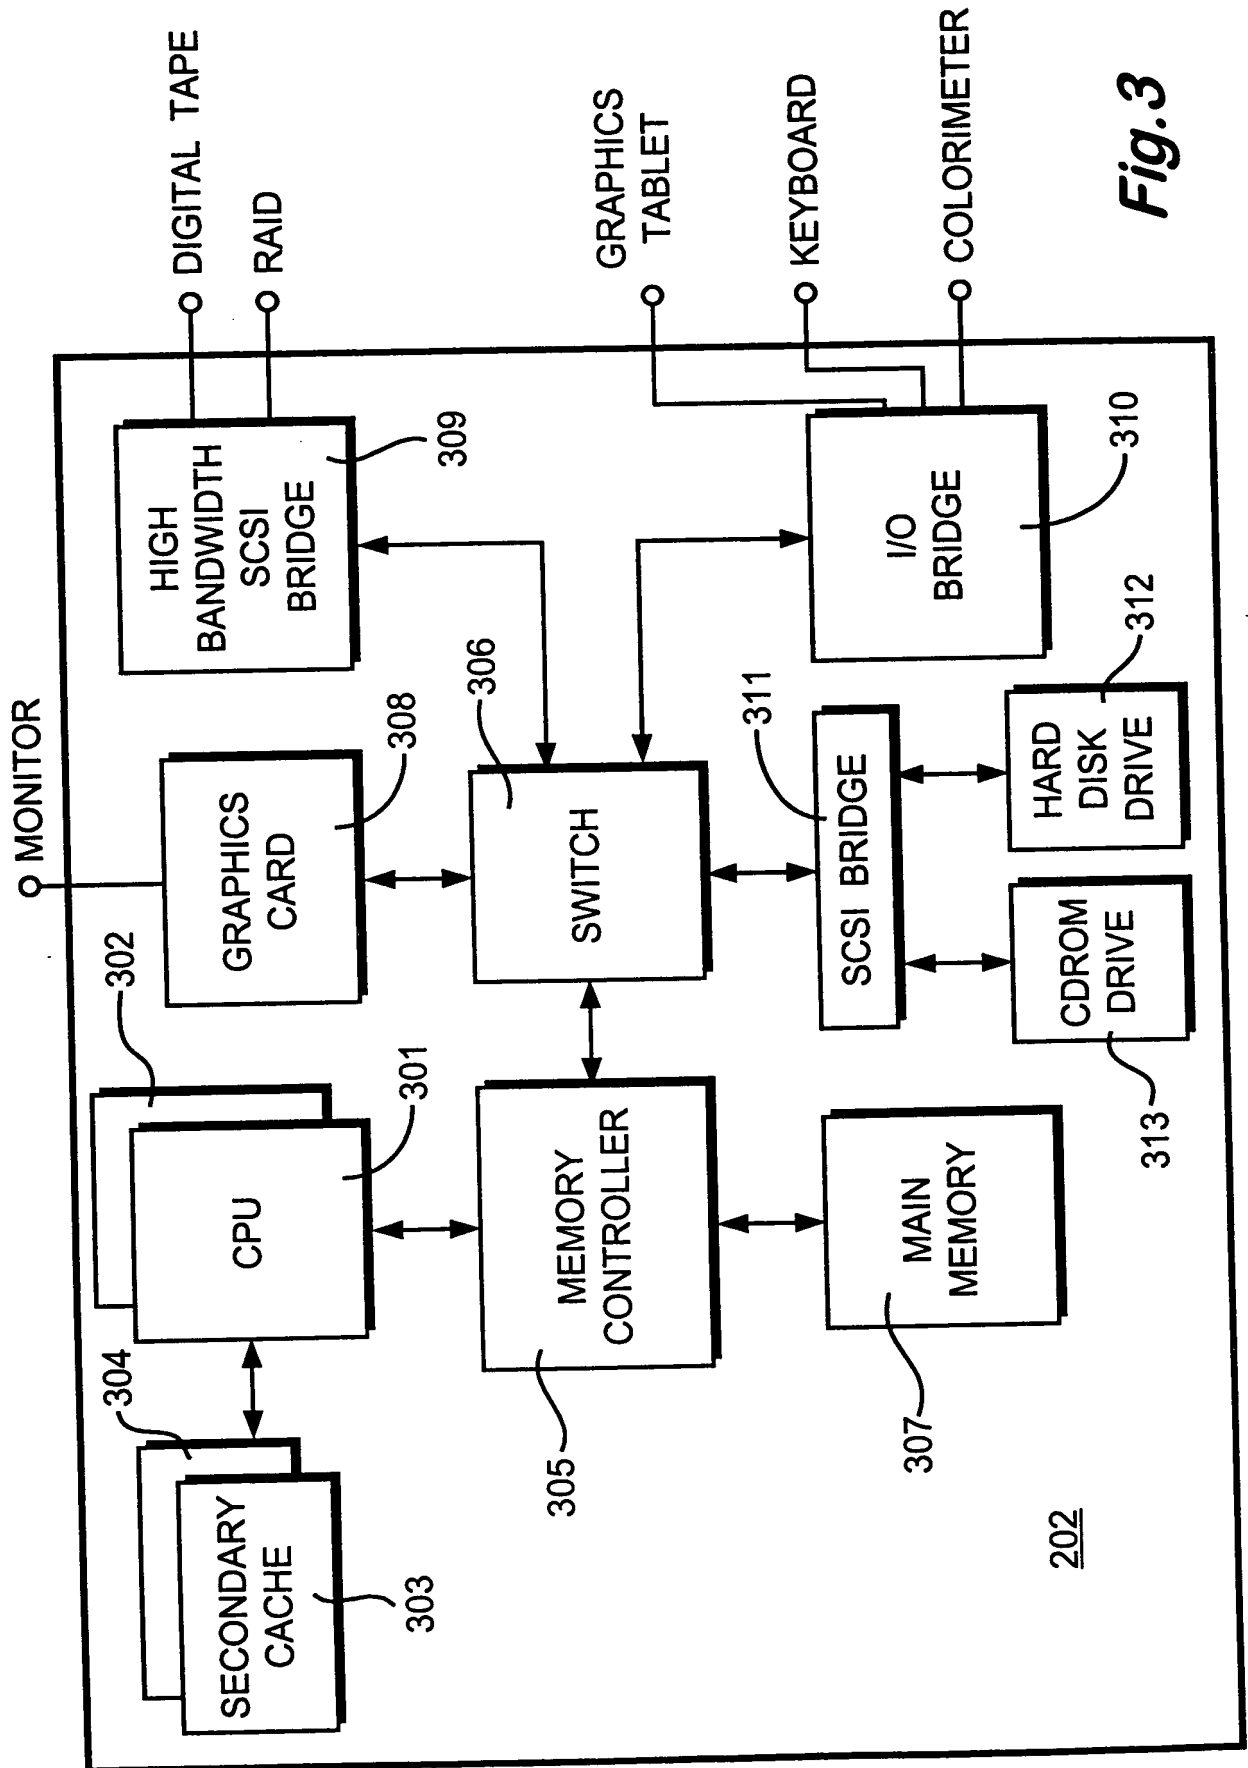 MONITOR
DIGITAL TAPE
RAID
GRAPHICS
TABLET
KEYBOARD
COLORIMETER
302
304
CPU
301
SECONDARY
CACHE
303
GRAPHICS
CARD
308
HIGH
BANDWIDTH
SCSI
BRIDGE
309
MEMORY
CONTROLLER
305
SWITCH
306
MAIN
MEMORY
307
SCSI BRIDGE
311
I/O
BRIDGE
310
CDROM
DRIVE
313
HARD
DISK
DRIVE
312
202
Fig.3